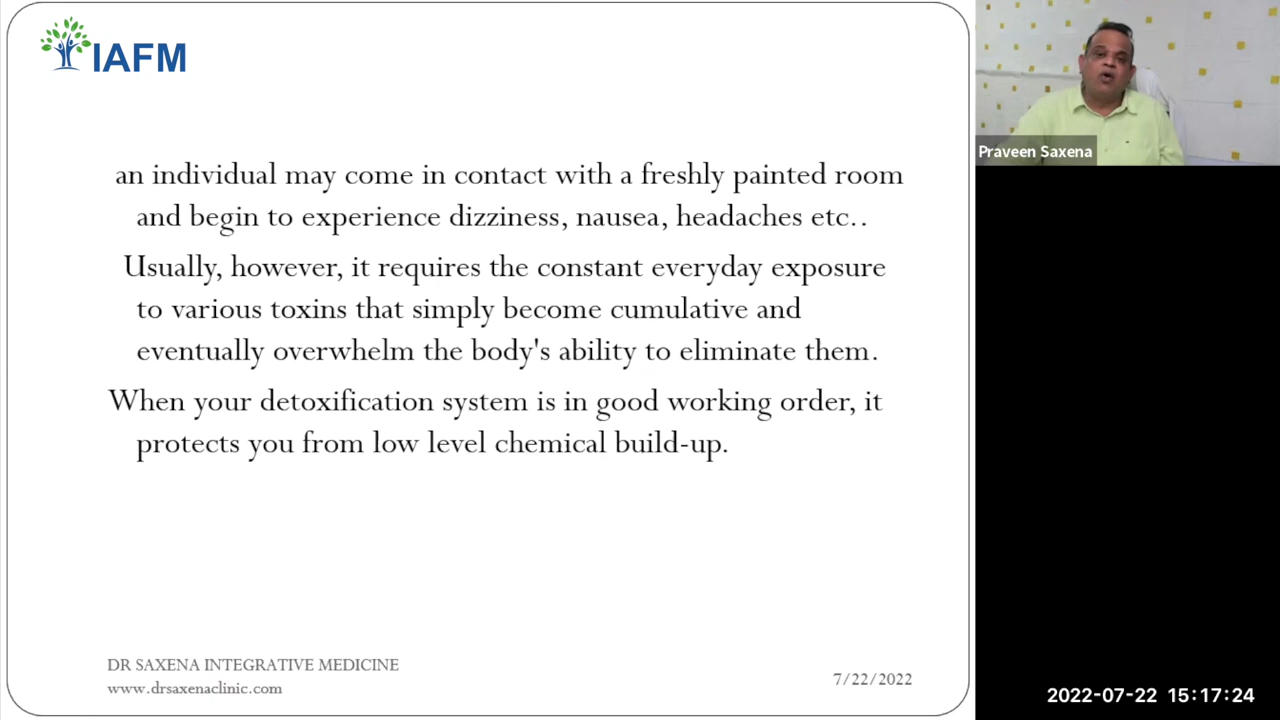 IAFM
an individual may come in contact with a freshly painted room
and begin to experience dizziness, nausea, headaches etc..
Usually, however, it requires the constant everyday exposure
to various toxins that simply become cumulative and
eventually overwhelm the body's ability to eliminate them.
When your detoxification system is in good working order, it
protects you from low level chemical build-up.
DR SAXENA INTEGRATIVE MEDICINE
www.drsaxenaclinic.com
7/22/2022
Praveen Saxena
2022-07-22 15:17:24